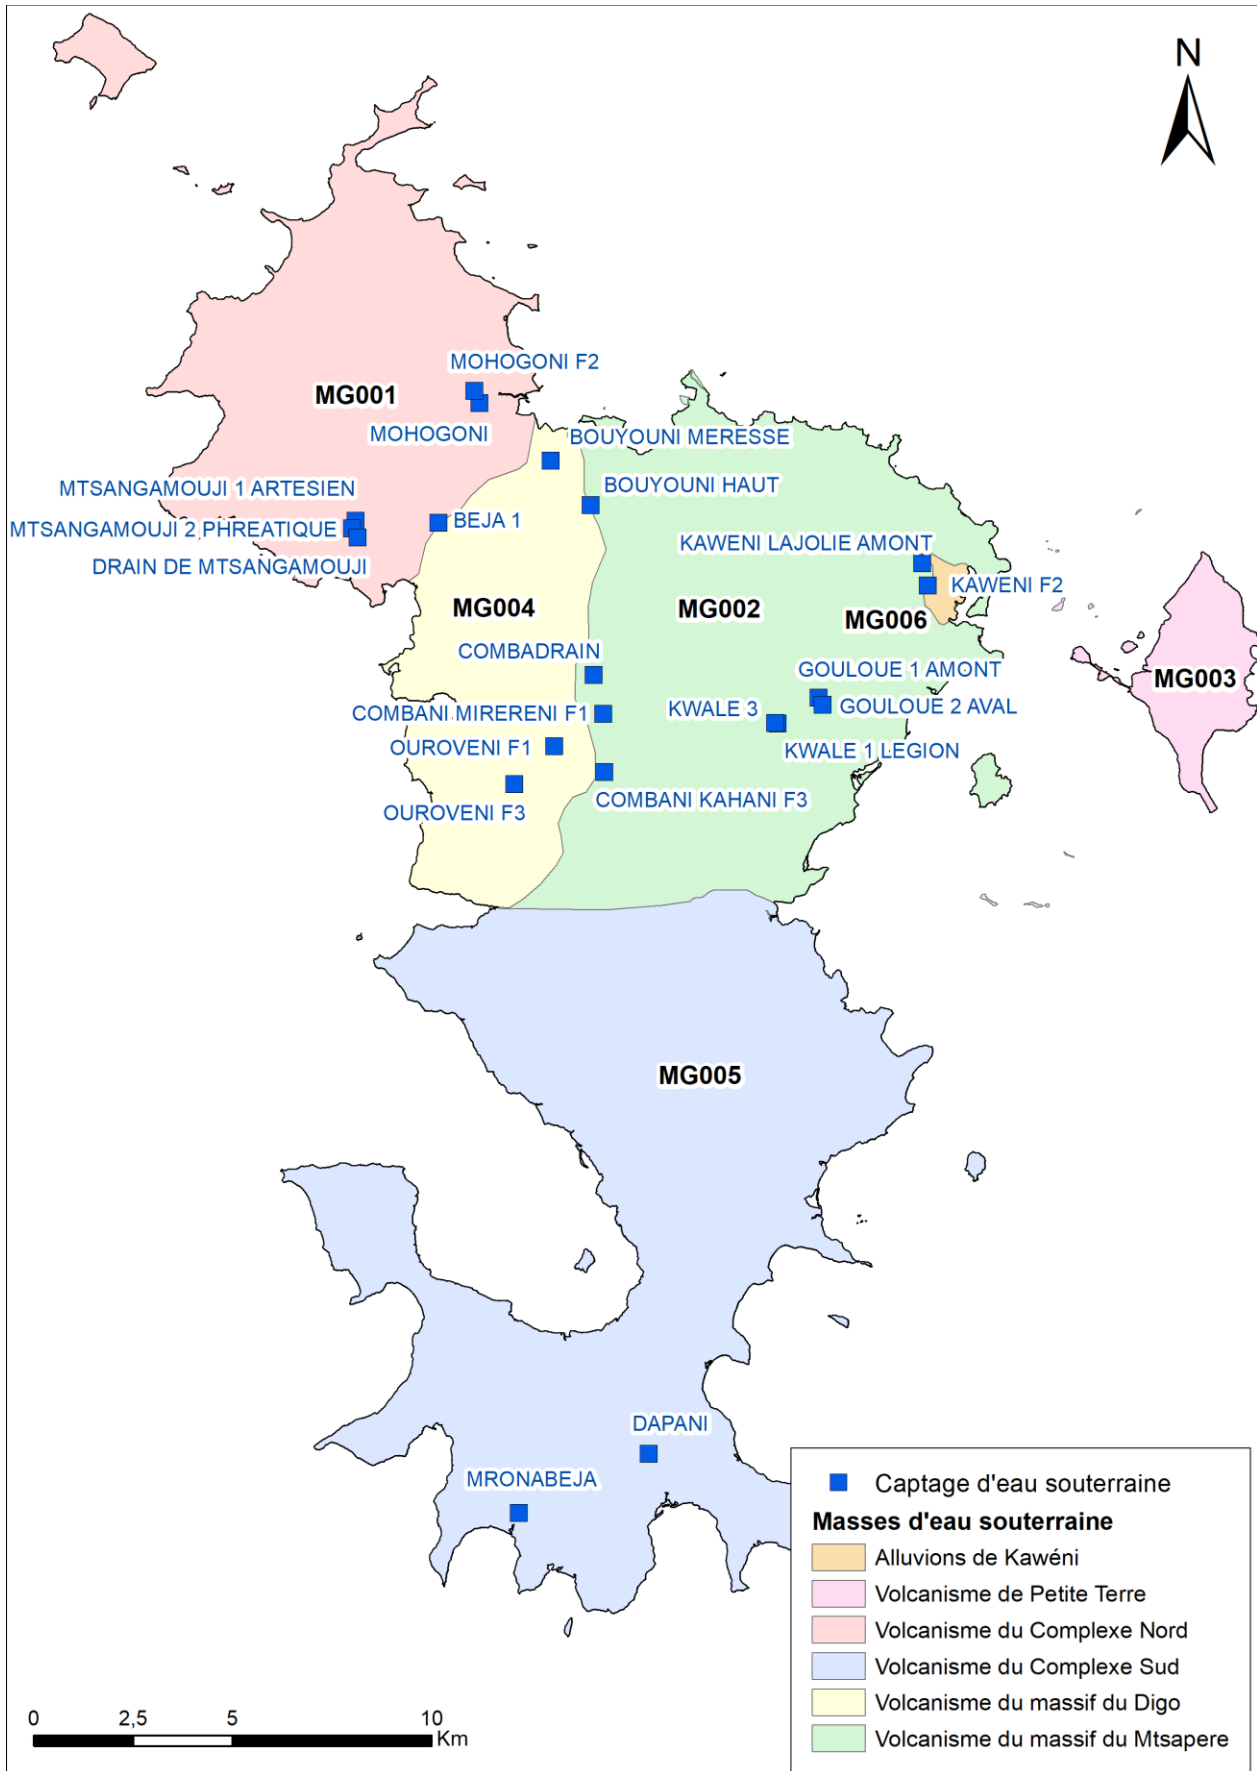 N
MOHOGONI F2
MG001
MOHOGONI
BOUYOUNI MERESSE
MTSANGAMOUJI 1 ARTESIEN
BOUYOUNI HAUT
MTSANGAMOUJI 2 PHREATIQUE
BEJA 1
KAWENI LAJOLIE AMONT
DRAIN DE MTSANGAMOUJI
KAWENI F2
MG004
MG002
MG006
COMBADRAIN
GOULOUE 1 AMONT
MG003
COMBANI MIRERENI F1
KWALE 3
GOULOUE 2 AVAL
OUROVENI F1
KWALE 1 LEGION
OUROVENI F3
COMBANI KAHANI F3
MG005
DAPANI
MRONABEJA
Captage d'eau souterraine
Masses d'eau souterraine
Alluvions de Kawéni
Volcanisme de Petite Terre
Volcanisme du Complexe Nord
Volcanisme du Complexe Sud
Volcanisme du massif du Digo
Volcanisme du massif du Mtsapere
0 2,5 5 10
Km